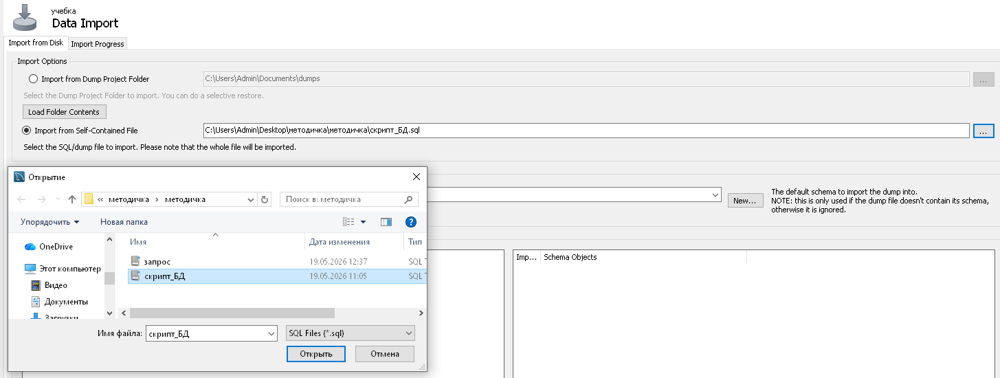 учебка
Data Import
Import from Disk
Import Progress
Import Options
Import from Dump Project Folder
C:\Users\Admin\Documents\dumps
...
Select the Dump Project Folder to import. You can do a selective restore.
Load Folder Contents
Import from Self-Contained File
C:\Users\Admin\Desktop\методичка\методичка\скрипт_БД.sql
...
Select the SQL/dump file to import. Please note that the whole file will be imported.
New...
The default schema to import the dump into.
NOTE: this is only used if the dump file doesn't contain its schema,
otherwise it is ignored.
Imp...
Schema Objects
Открытие
« методичка › методичка
Поиск в: методичка
Упорядочить
Новая папка
Имя
Дата изменения
Тип
OneDrive
Этот компьютер
Видео
Документы
Загрузки
запрос
19.05.2026 12:37
SQL T
скрипт_БД
19.05.2026 11:05
SQL T
Имя файла:
скрипт_БД
SQL Files (*.sql)
Открыть
Отмена